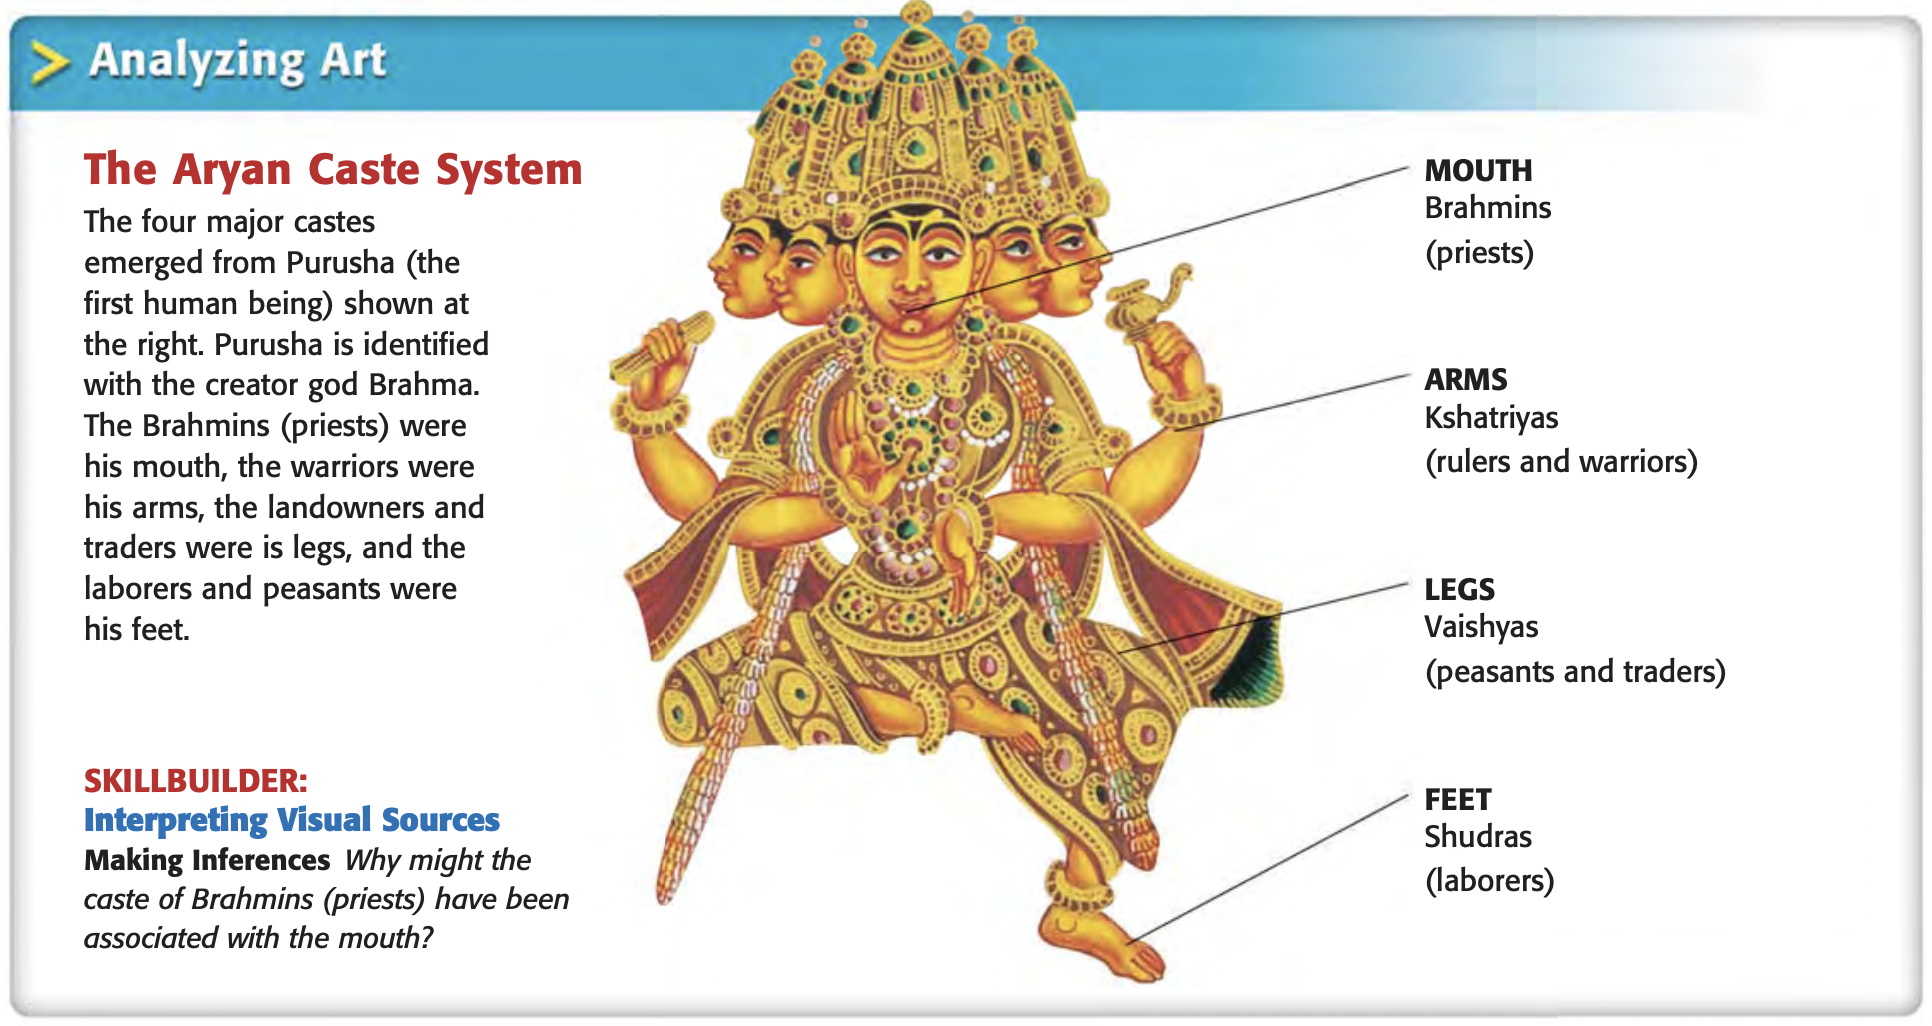 > Analyzing Art
The Aryan Caste System
The four major castes
emerged from Purusha (the
first human being) shown at
the right. Purusha is identified
with the creator god Brahma.
The Brahmins (priests) were
his mouth, the warriors were
his arms, the landowners and
traders were is legs, and the
laborers and peasants were
his feet.
SKILLBUILDER:
Interpreting Visual Sources
Making Inferences Why might the
caste of Brahmins (priests) have been
associated with the mouth?
MOUTH
Brahmins
(priests)
ARMS
Kshatriyas
(rulers and warriors)
LEGS
Vaishyas
(peasants and traders)
FEET
Shudras
(laborers)